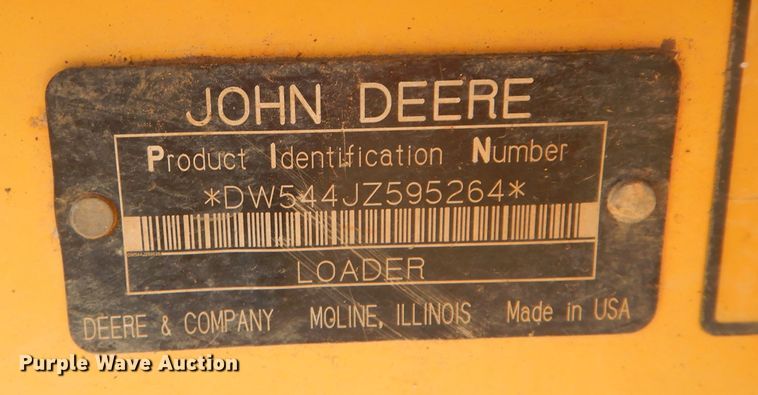 JOHN DEERE
Product Identification Number
*DW544JZ595264*
LOADER
DEERE & COMPANY MOLINE, ILLINOIS Made in USA
Purple Wave Auction